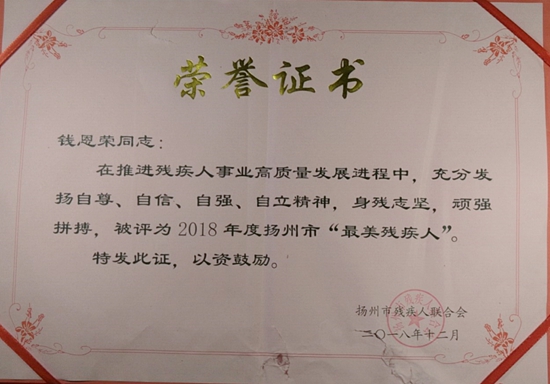 荣誉证书
钱恩荣同志：
在推进残疾人事业高质量发展进程中，充分发
扬自尊、自信、自强、自立精神，身残志坚，顽强
拼搏，被评为2018年度扬州市“最美残疾人”。
特发此证，以资鼓励。
扬州市残疾人联合会
二〇一八年十二月